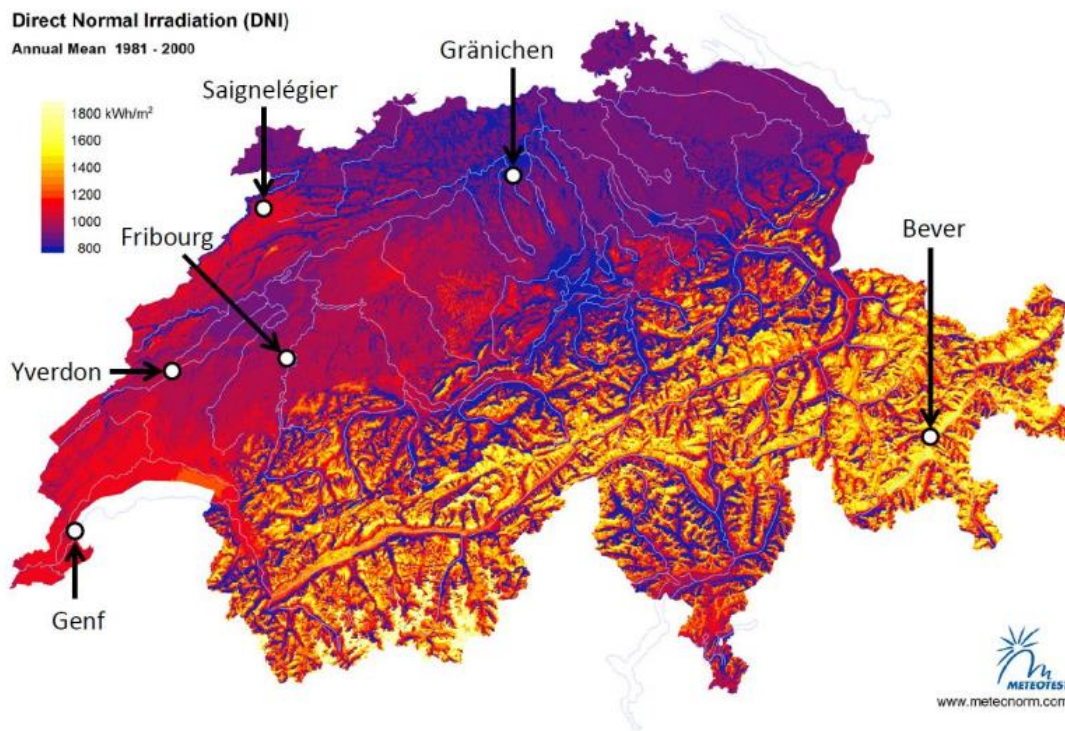 Direct Normal Irradiation (DNI)
Annual Mean 1981 - 2000
Gränichen
Saignelégier
1800 kWh/m²
1600
1400
1200
1000
800
Fribourg
Bever
Yverdon
Genf
METEOTEST
www.meteonorm.com